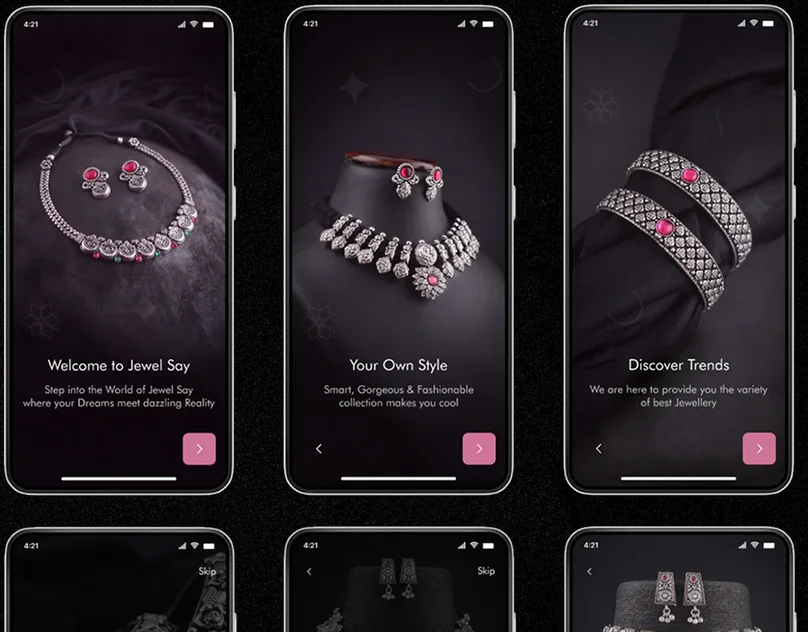 4:21
Welcome to Jewel Say
Step into the World of Jewel Say
where your Dreams meet dazzling Reality
4:21
Your Own Style
Smart, Gorgeous & Fashionable
collection makes you cool
4:21
Discover Trends
We are here to provide you the variety
of best Jewellery
4:21
Skip
4:21
Skip
4:21